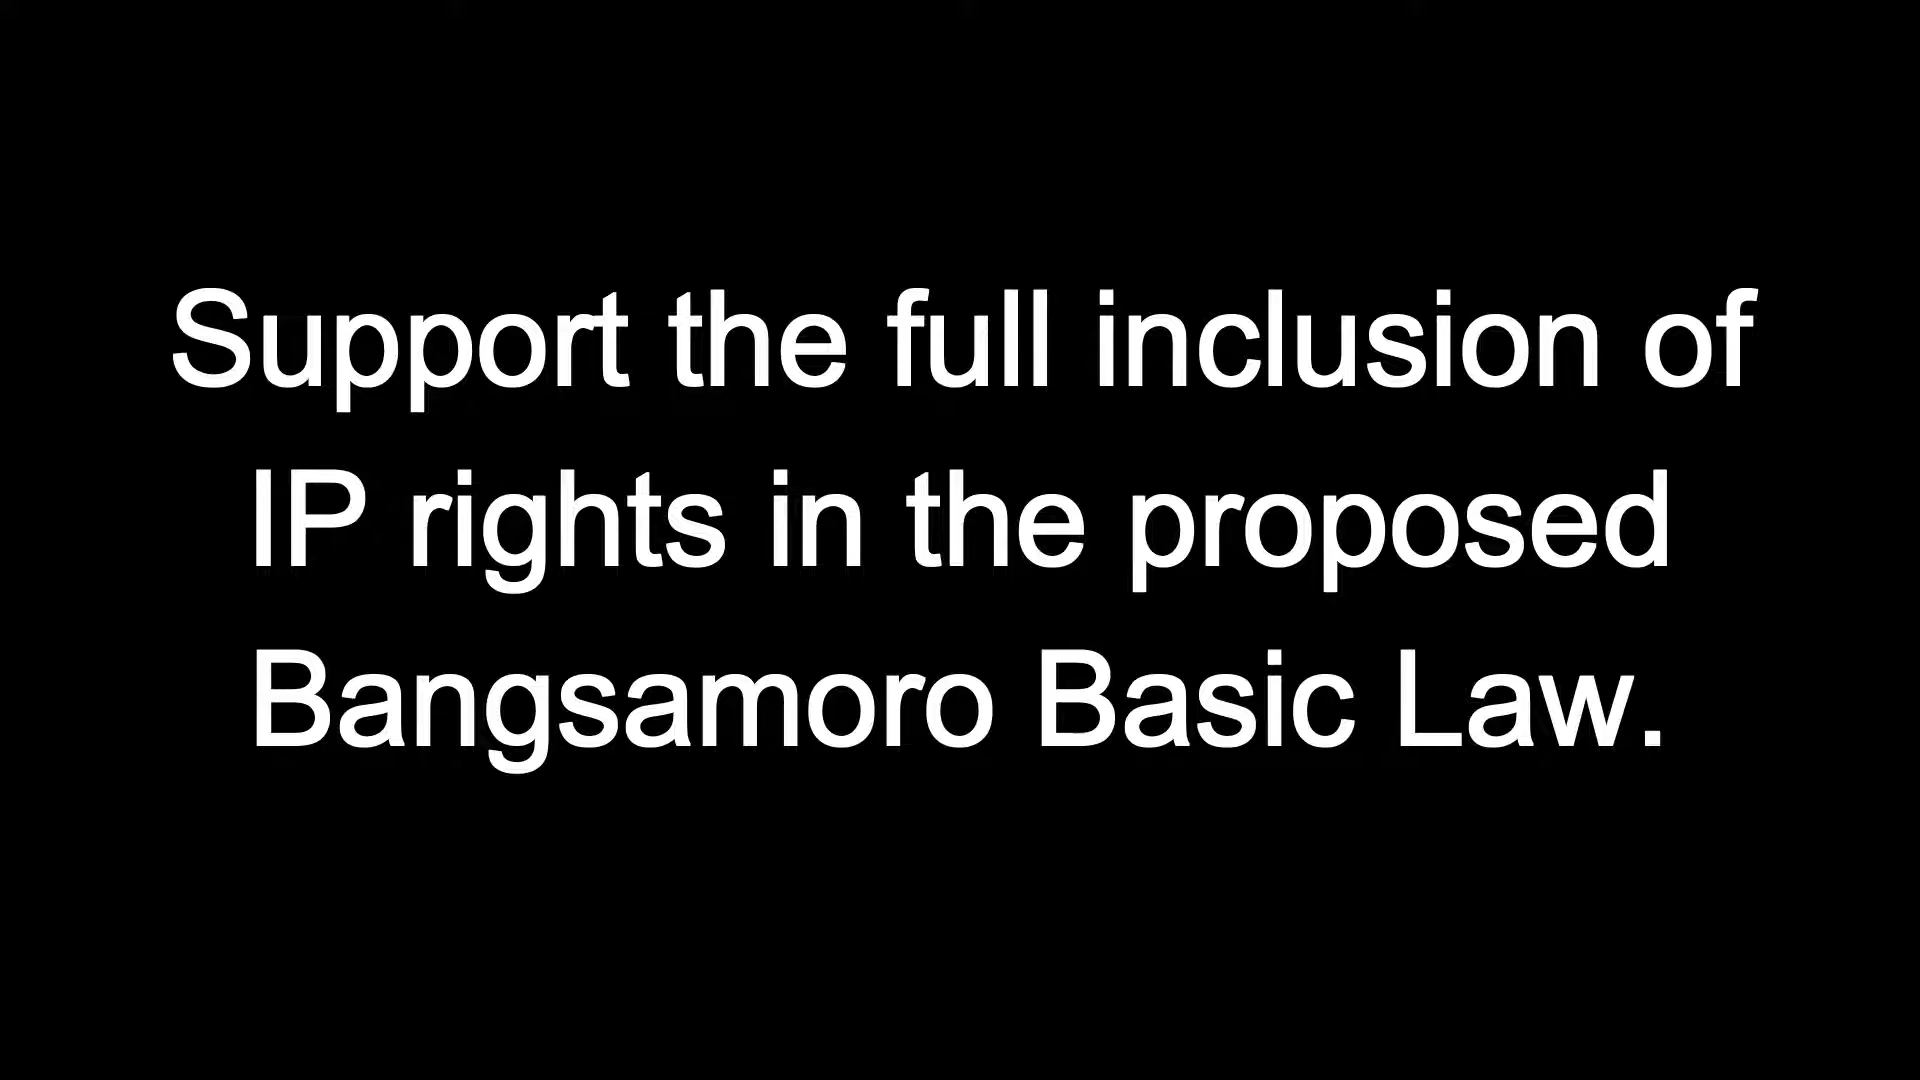 Support the full inclusion of
IP rights in the proposed
Bangsamoro Basic Law.